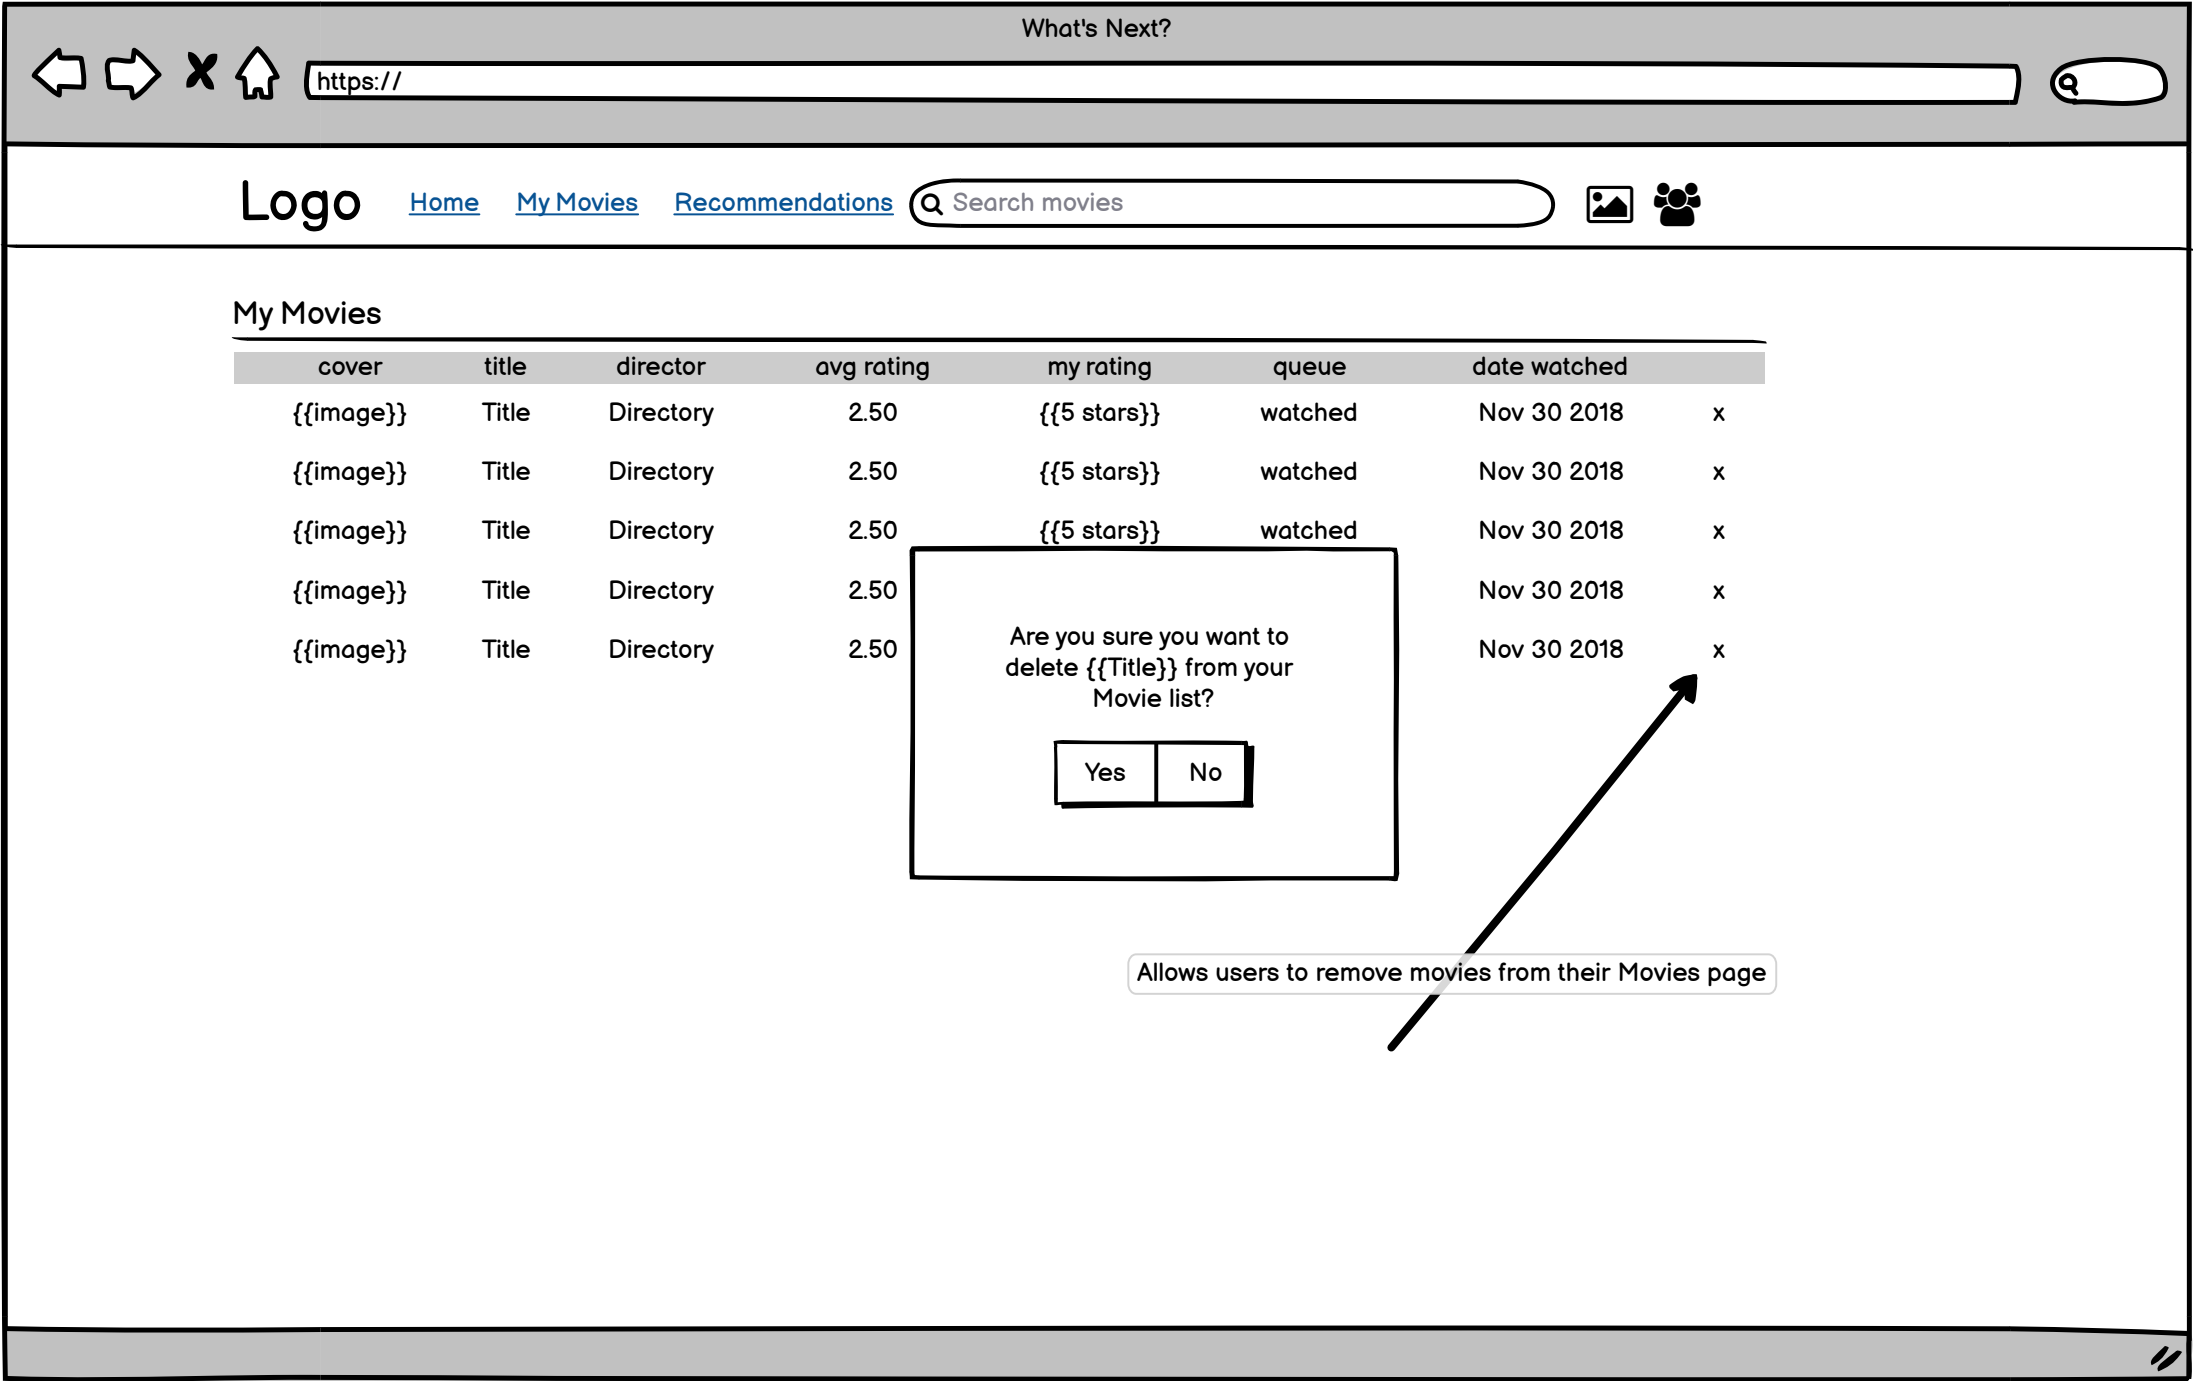 What's Next?
https://
Logo Home My Movies Recommendations Search movies
My Movies
cover title director avg rating my rating queue date watched
{{image}} Title Directory 2.50 {{5 stars}} watched Nov 30 2018 x
{{image}} Title Directory 2.50 {{5 stars}} watched Nov 30 2018 x
{{image}} Title Directory 2.50 {{5 stars}} watched Nov 30 2018 x
{{image}} Title Directory 2.50 Nov 30 2018 x
{{image}} Title Directory 2.50 Nov 30 2018 x
Are you sure you want to
delete {{Title}} from your
Movie list?
Yes No
Allows users to remove movies from their Movies page